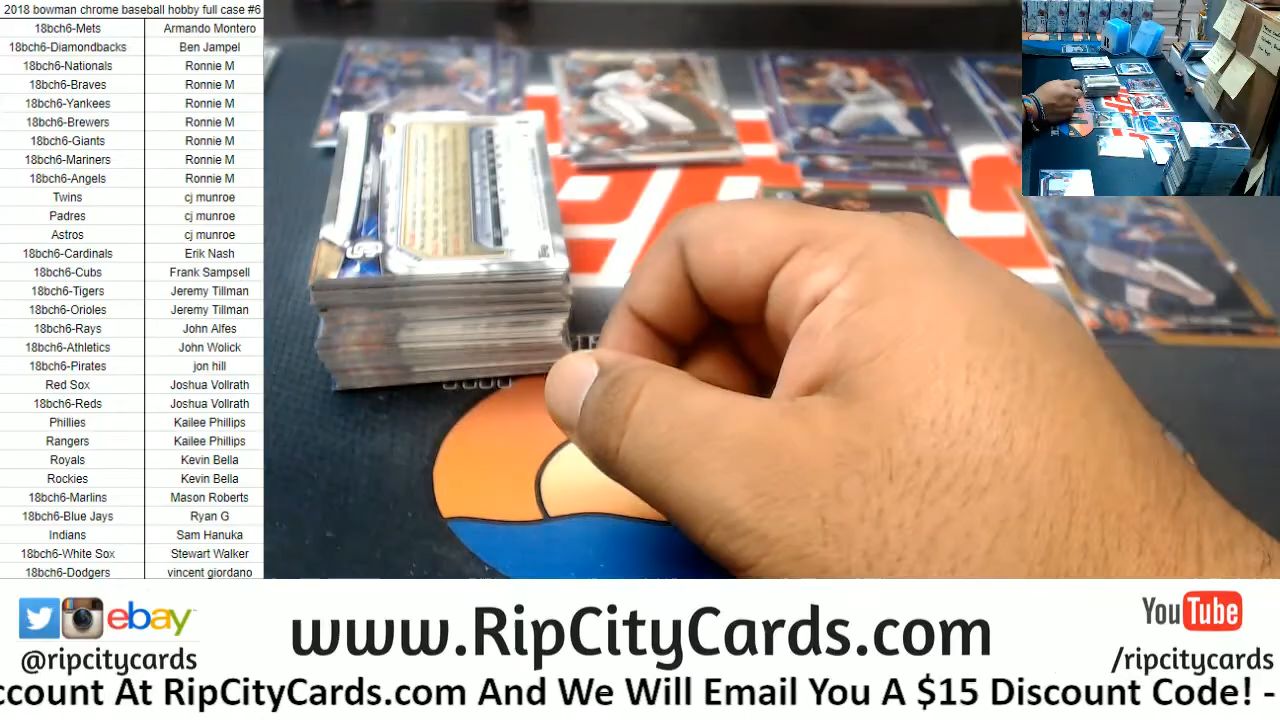 2018 bowman chrome baseball hobby full case #6
18bch6-Mets Armando Montero
18bch6-Diamondbacks Ben Jampel
18bch6-Nationals Ronnie M
18bch6-Braves Ronnie M
18bch6-Yankees Ronnie M
18bch6-Brewers Ronnie M
18bch6-Giants Ronnie M
18bch6-Mariners Ronnie M
18bch6-Angels Ronnie M
Twins cj munroe
Padres cj munroe
Astros cj munroe
18bch6-Cardinals Erik Nash
18bch6-Cubs Frank Sampsell
18bch6-Tigers Jeremy Tillman
18bch6-Orioles Jeremy Tillman
18bch6-Rays John Alfes
18bch6-Athletics John Wolick
18bch6-Pirates jon hill
Red Sox Joshua Vollrath
18bch6-Reds Joshua Vollrath
Phillies Kailee Phillips
Rangers Kailee Phillips
Royals Kevin Bella
Rockies Kevin Bella
18bch6-Marlins Mason Roberts
18bch6-Blue Jays Ryan G
Indians Sam Hanuka
18bch6-White Sox Stewart Walker
18bch6-Dodgers vincent giordano
ebay
@ripcitycards
www.RipCityCards.com
YouTube
/ripcitycards
ccount At RipCityCards.com And We Will Email You A $15 Discount Code! -